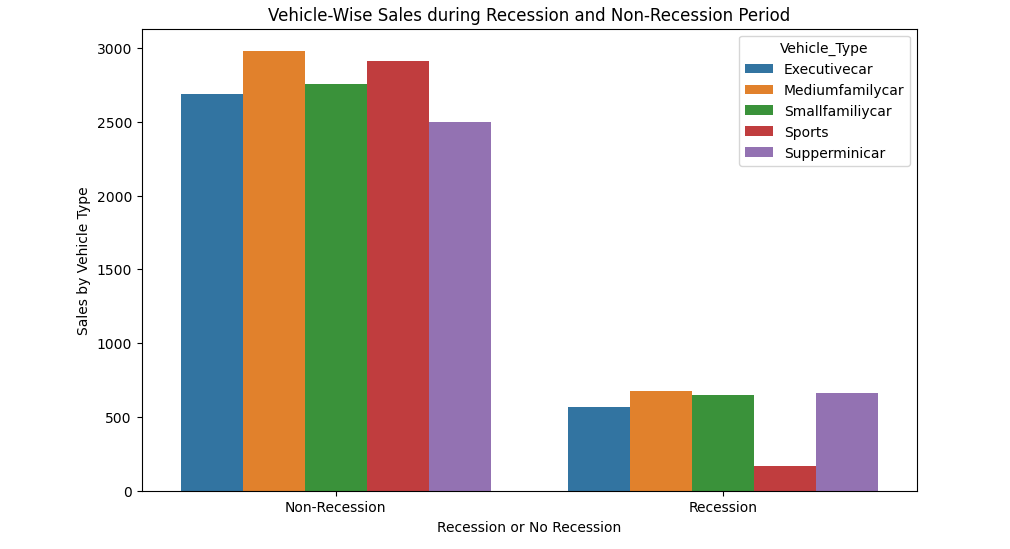 Vehicle-Wise Sales during Recession and Non-Recession Period
3000
2500
2000
1500
1000
500
0
Sales by Vehicle Type
Vehicle_Type
Executivecar
Mediumfamilycar
Smallfamiliycar
Sports
Supperminicar
Non-Recession
Recession
Recession or No Recession